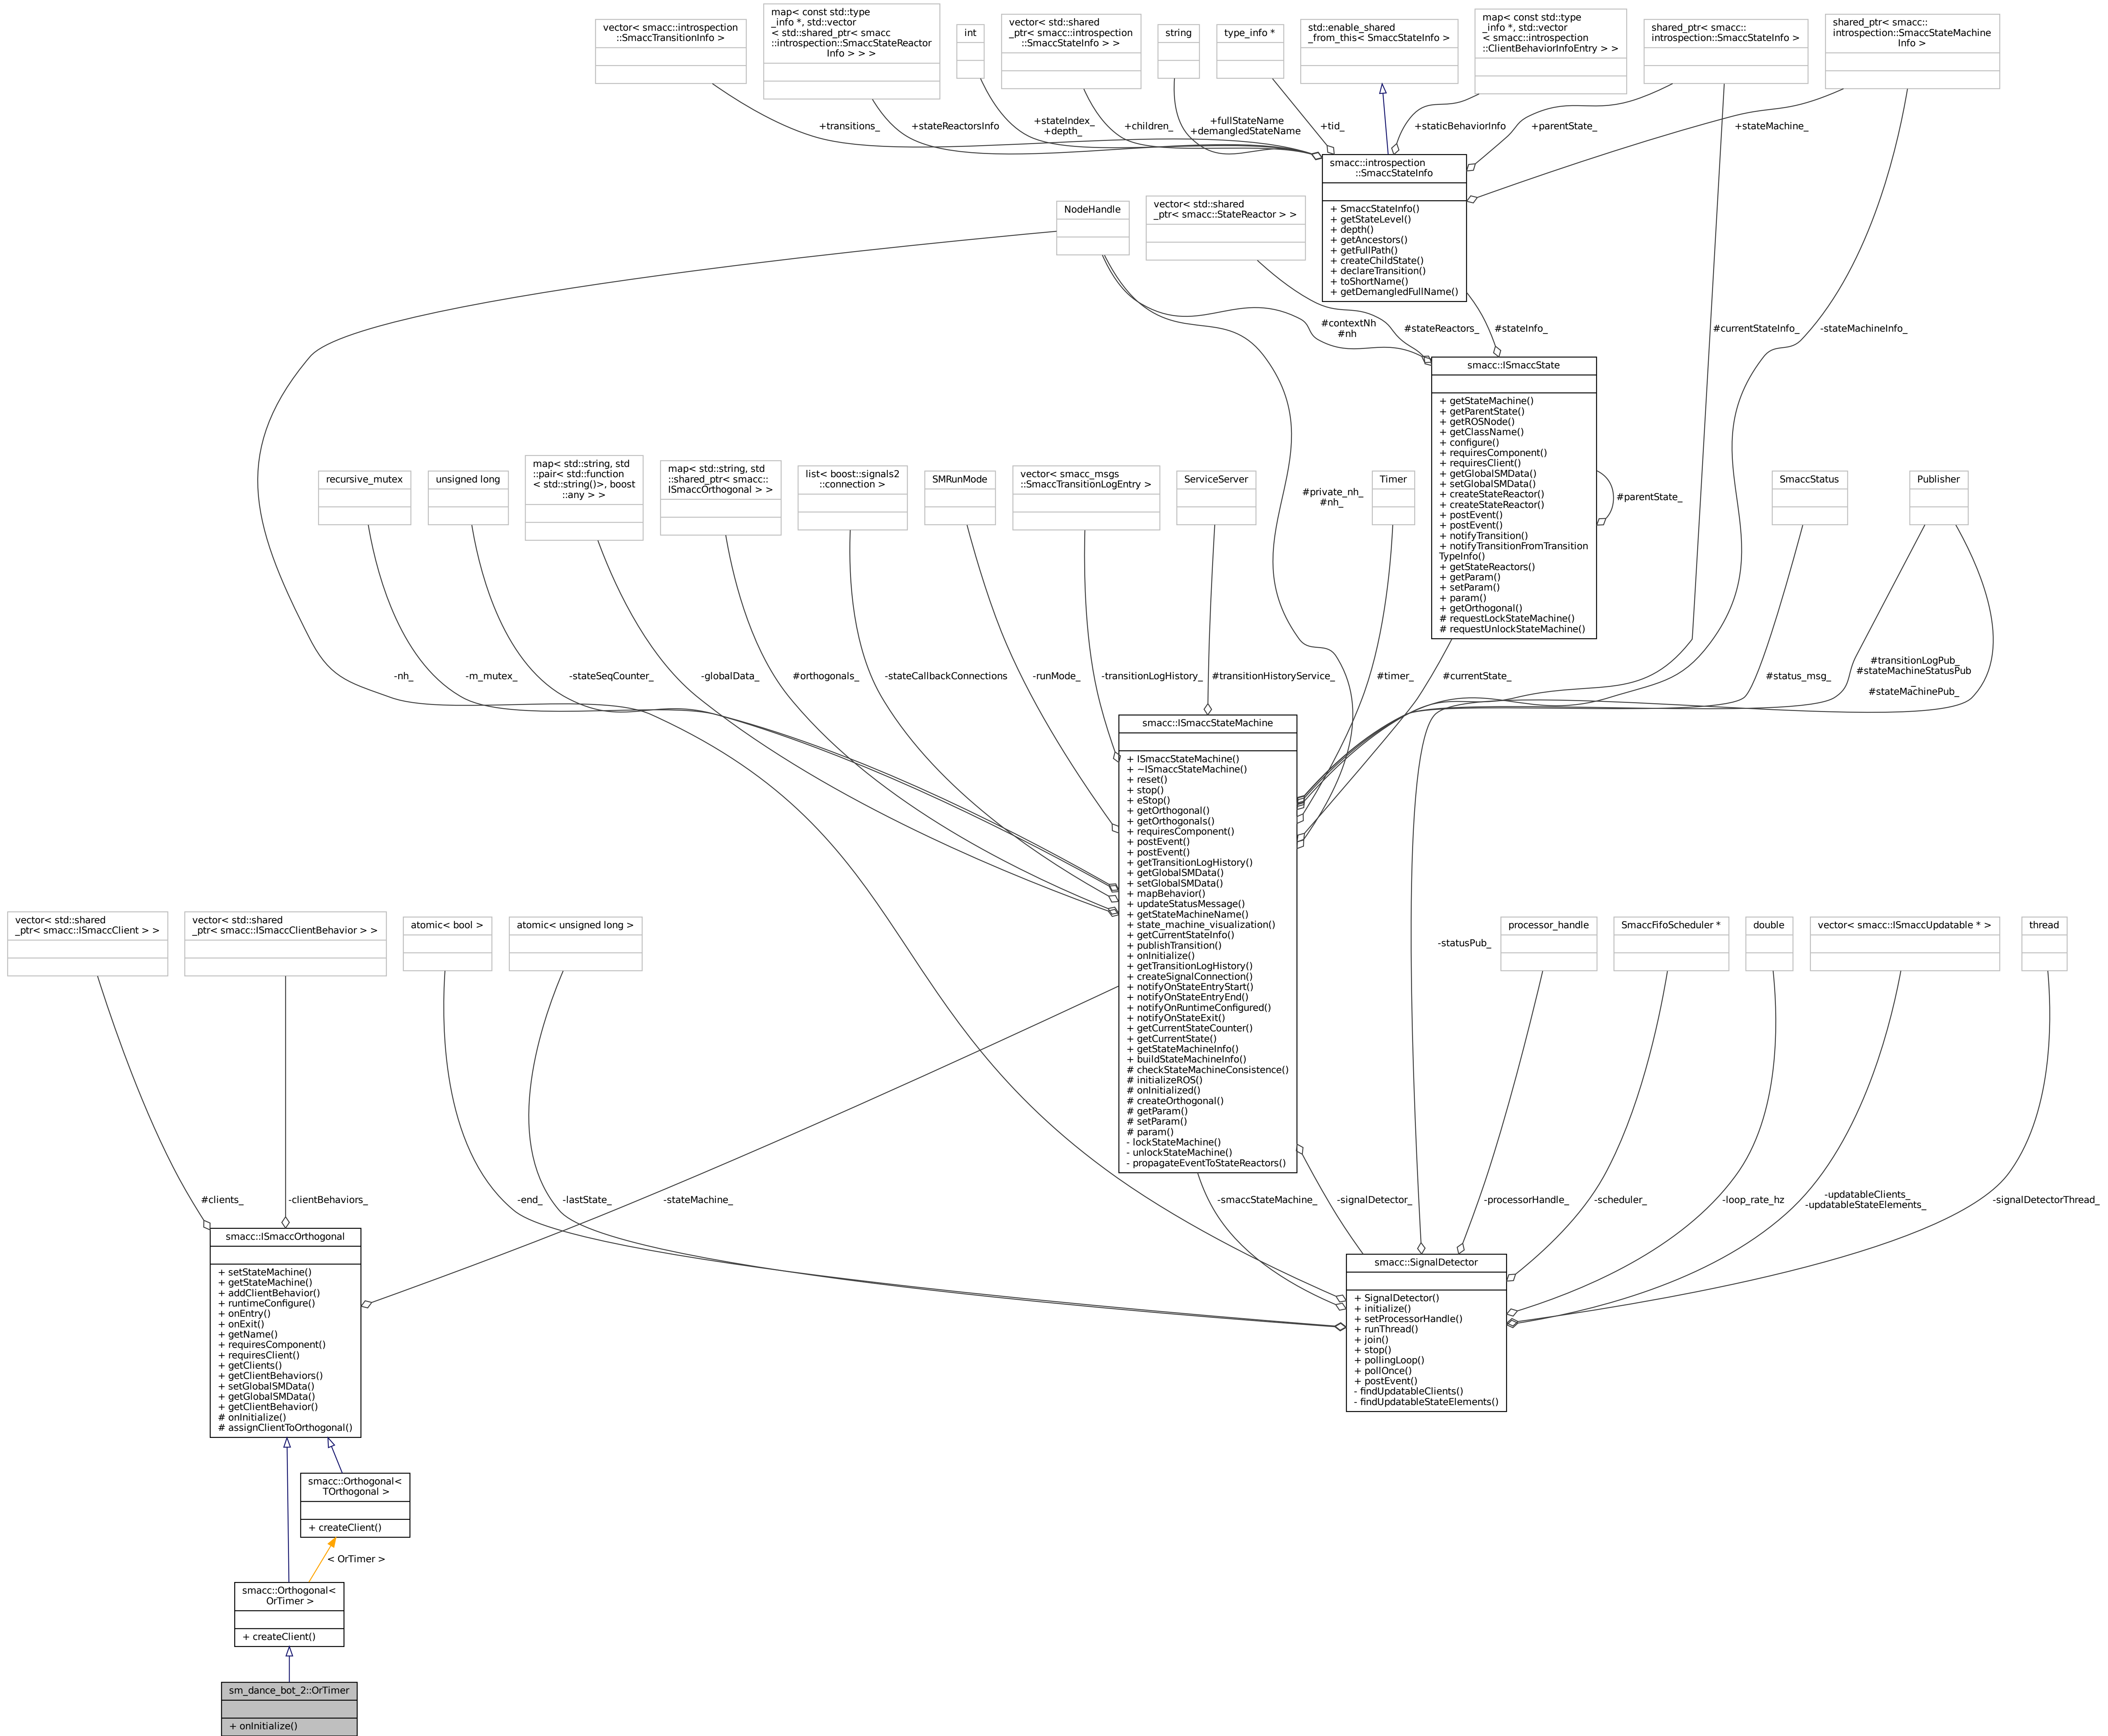 vector< smacc::introspection
::SmaccTransitionInfo >
map< const std::type
_info *, std::vector
< std::shared_ptr< smacc
::introspection::SmaccStateReactor
Info > > >
int
vector< std::shared
_ptr< smacc::introspection
::SmaccStateInfo > >
string
type_info *
std::enable_shared
_from_this< SmaccStateInfo >
map< const std::type
_info *, std::vector
< smacc::introspection
::ClientBehaviorInfoEntry > >
shared_ptr< smacc::
introspection::SmaccStateInfo >
shared_ptr< smacc::
introspection::SmaccStateMachine
Info >
+transitions_
+stateReactorsInfo
+stateIndex_
+depth_
+children_
+fullStateName
+demangledStateName
+tid_
+staticBehaviorInfo
+parentState_
+stateMachine_
smacc::introspection
::SmaccStateInfo
+ SmaccStateInfo()
+ getStateLevel()
+ depth()
+ getAncestors()
+ getFullPath()
+ createChildState()
+ declareTransition()
+ toShortName()
+ getDemangledFullName()
NodeHandle
vector< std::shared
_ptr< smacc::StateReactor > >
#contextNh
#nh
#stateReactors_
#stateInfo_
#currentStateInfo_
-stateMachineInfo_
smacc::ISmaccState
+ getStateMachine()
+ getParentState()
+ getROSNode()
+ getClassName()
+ configure()
+ requiresComponent()
+ requiresClient()
+ getGlobalSMData()
+ setGlobalSMData()
+ createStateReactor()
+ createStateReactor()
+ postEvent()
+ postEvent()
+ notifyTransition()
+ notifyTransitionFromTransition
TypeInfo()
+ getStateReactors()
+ getParam()
+ setParam()
+ param()
+ getOrthogonal()
# requestLockStateMachine()
# requestUnlockStateMachine()
#parentState_
recursive_mutex
unsigned long
map< std::string, std
::pair< std::function
< std::string()>, boost
::any > >
map< std::string, std
::shared_ptr< smacc::
ISmaccOrthogonal > >
list< boost::signals2
::connection >
SMRunMode
vector< smacc_msgs
::SmaccTransitionLogEntry >
ServiceServer
#private_nh_
#nh_
Timer
SmaccStatus
Publisher
-nh_
-m_mutex_
-stateSeqCounter_
-globalData_
#orthogonals_
-stateCallbackConnections
-runMode_
-transitionLogHistory_
#transitionHistoryService_
#timer_
#currentState_
#status_msg_
#transitionLogPub_
#stateMachineStatusPub
_
#stateMachinePub_
smacc::ISmaccStateMachine
+ ISmaccStateMachine()
+ ~ISmaccStateMachine()
+ reset()
+ stop()
+ eStop()
+ getOrthogonal()
+ getOrthogonals()
+ requiresComponent()
+ postEvent()
+ postEvent()
+ getTransitionLogHistory()
+ getGlobalSMData()
+ setGlobalSMData()
+ mapBehavior()
+ updateStatusMessage()
+ getStateMachineName()
+ state_machine_visualization()
+ getCurrentStateInfo()
+ publishTransition()
+ onInitialize()
+ getTransitionLogHistory()
+ createSignalConnection()
+ notifyOnStateEntryStart()
+ notifyOnStateEntryEnd()
+ notifyOnRuntimeConfigured()
+ notifyOnStateExit()
+ getCurrentStateCounter()
+ getCurrentState()
+ getStateMachineInfo()
+ buildStateMachineInfo()
# checkStateMachineConsistence()
# initializeROS()
# onInitialized()
# createOrthogonal()
# getParam()
# setParam()
# param()
- lockStateMachine()
- unlockStateMachine()
- propagateEventToStateReactors()
vector< std::shared
_ptr< smacc::ISmaccClient > >
vector< std::shared
_ptr< smacc::ISmaccClientBehavior > >
atomic< bool >
atomic< unsigned long >
-statusPub_
processor_handle
SmaccFifoScheduler *
double
vector< smacc::ISmaccUpdatable * >
thread
#clients_
-clientBehaviors_
-end_
-lastState_
-stateMachine_
-smaccStateMachine_
-signalDetector_
-processorHandle_
-scheduler_
-loop_rate_hz
-updatableClients_
-updatableStateElements_
-signalDetectorThread_
smacc::ISmaccOrthogonal
+ setStateMachine()
+ getStateMachine()
+ addClientBehavior()
+ runtimeConfigure()
+ onEntry()
+ onExit()
+ getName()
+ requiresComponent()
+ requiresClient()
+ getClients()
+ getClientBehaviors()
+ setGlobalSMData()
+ getGlobalSMData()
+ getClientBehavior()
# onInitialize()
# assignClientToOrthogonal()
smacc::SignalDetector
+ SignalDetector()
+ initialize()
+ setProcessorHandle()
+ runThread()
+ join()
+ stop()
+ pollingLoop()
+ pollOnce()
+ postEvent()
- findUpdatableClients()
- findUpdatableStateElements()
smacc::Orthogonal<
TOrthogonal >
+ createClient()
< OrTimer >
smacc::Orthogonal<
OrTimer >
+ createClient()
sm_dance_bot_2::OrTimer
+ onInitialize()